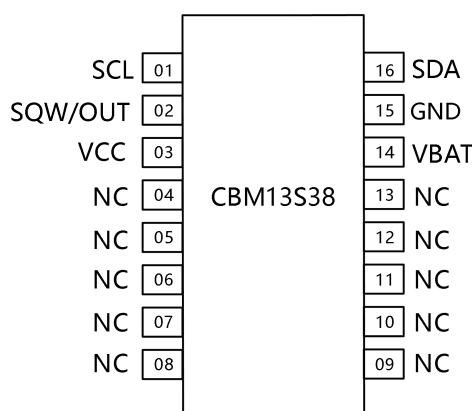 SCL 01 16 SDA
SQW/OUT 02 15 GND
VCC 03 14 VBAT
NC 04 CBM13S38 13 NC
NC 05 12 NC
NC 06 11 NC
NC 07 10 NC
NC 08 09 NC